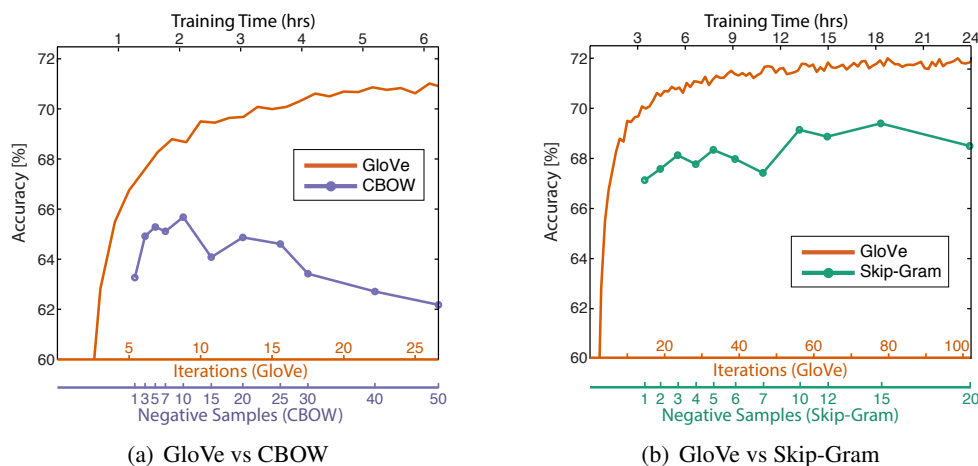 Training Time (hrs)
1 2 3 4 5 6
72
70
68
66
64
62
60
Accuracy [%]
GloVe
CBOW
5 10 15 20 25
Iterations (GloVe)
1 3 5 7 10 15 20 25 30 40 50
Negative Samples (CBOW)
(a) GloVe vs CBOW
Training Time (hrs)
3 6 9 12 15 18 21 24
72
70
68
66
64
62
60
Accuracy [%]
GloVe
Skip-Gram
20 40 60 80 100
Iterations (GloVe)
1 2 3 4 5 6 7 10 12 15 20
Negative Samples (Skip-Gram)
(b) GloVe vs Skip-Gram